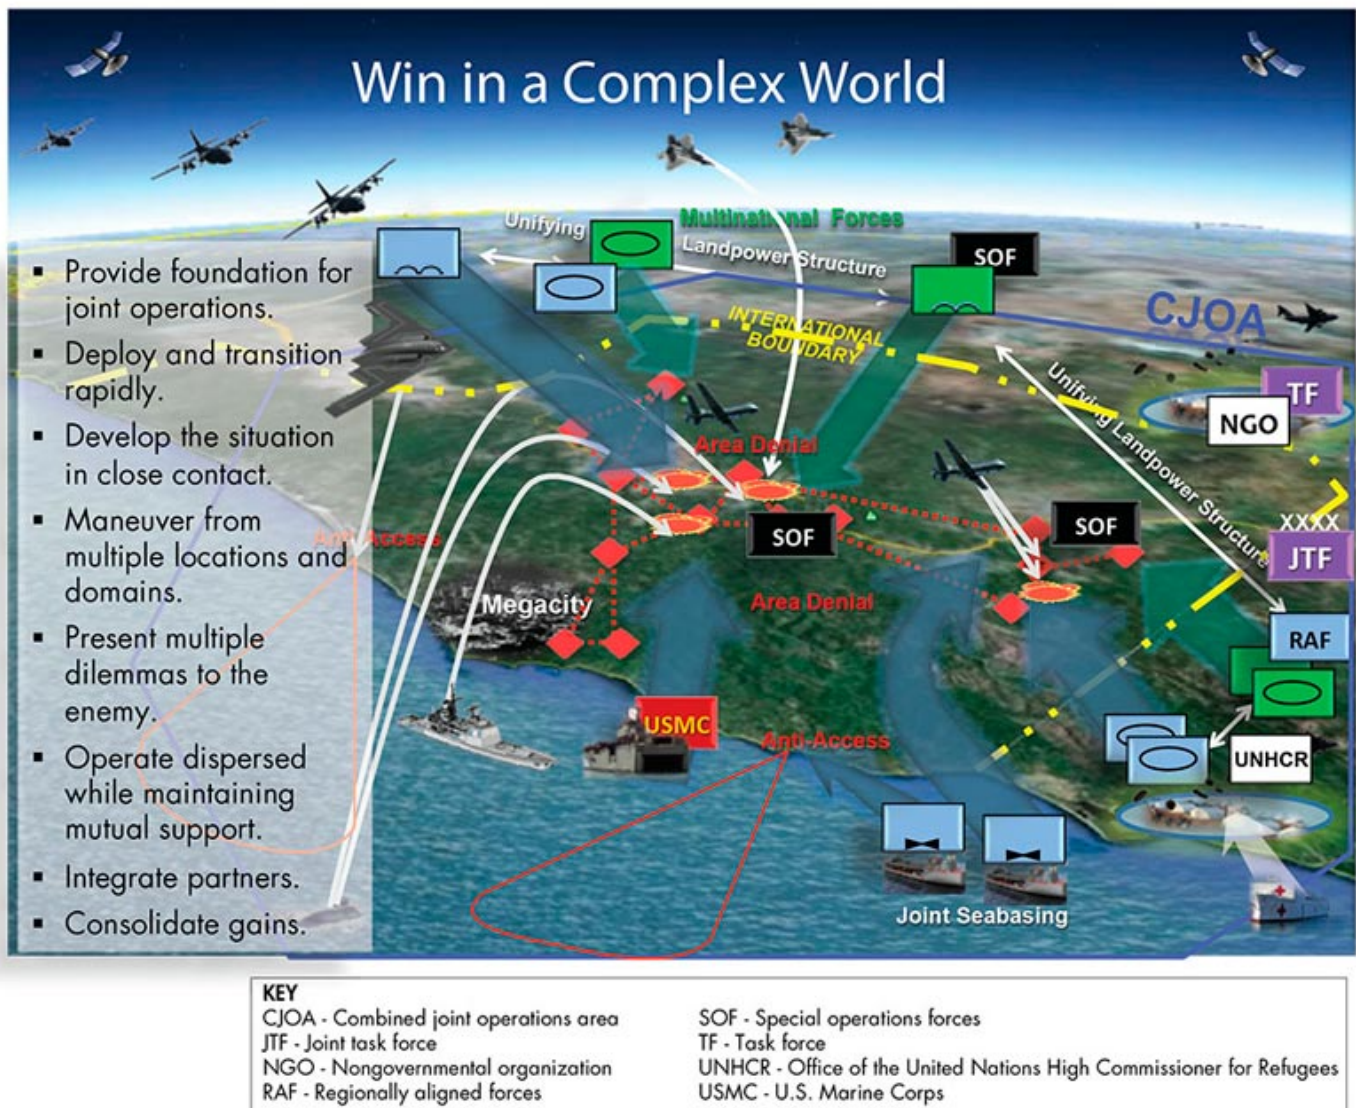 Win in a Complex World
Multinational Forces
Unifying
Landpower Structure
SOF
CJOA
INTERNATIONAL
BOUNDARY
▪ Provide foundation for
joint operations.
▪ Deploy and transition
rapidly.
▪ Develop the situation
in close contact.
▪ Maneuver from
multiple locations and
domains.
▪ Present multiple
dilemmas to the
enemy.
▪ Operate dispersed
while maintaining
mutual support.
▪ Integrate partners.
▪ Consolidate gains.
TF
NGO
Unifying Landpower Structure
Area Denial
SOF
SOF
XXXX
JTF
Anti-Access
Megacity
Area Denial
RAF
USMC
Anti-Access
UNHCR
Joint Seabasing
KEY
CJOA - Combined joint operations area
JTF - Joint task force
NGO - Nongovernmental organization
RAF - Regionally aligned forces
SOF - Special operations forces
TF - Task force
UNHCR - Office of the United Nations High Commissioner for Refugees
USMC - U.S. Marine Corps